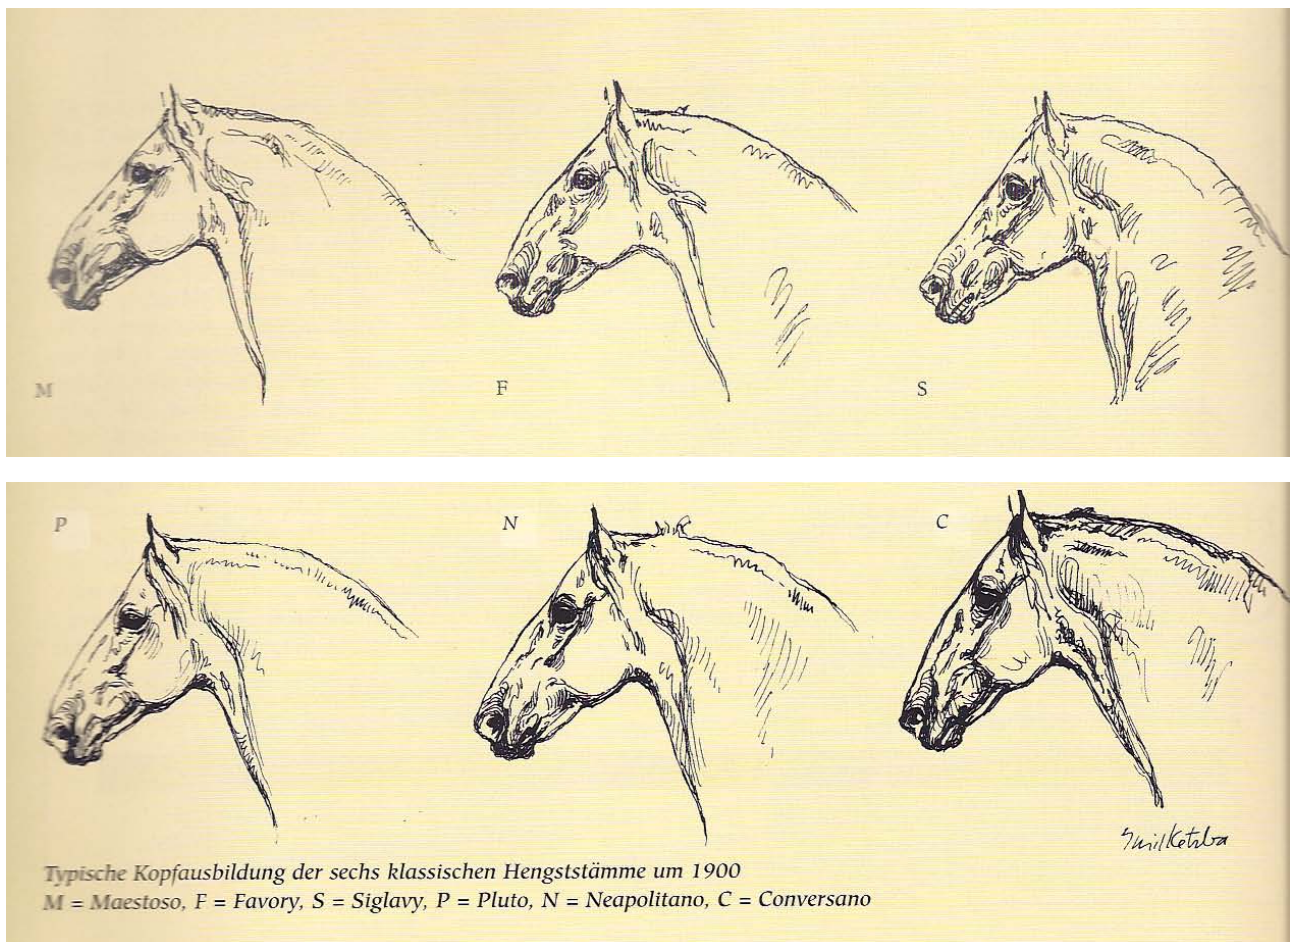 M
F
S
P
N
C
Typische Kopfausbildung der sechs klassischen Hengststämme um 1900
M = Maestoso, F = Favory, S = Siglavy, P = Pluto, N = Neapolitano, C = Conversano